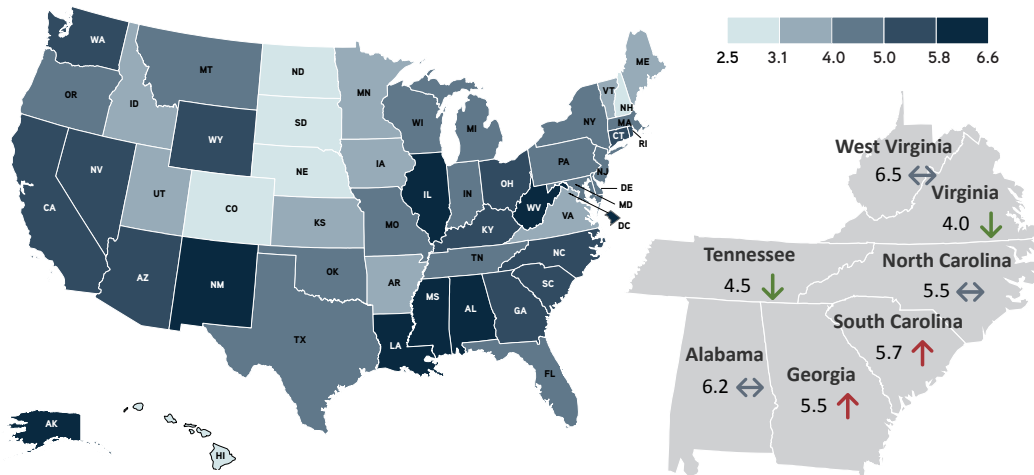 2.5 3.1 4.0 5.0 5.8 6.6
WA
OR
CA
NV
ID
MT
WY
UT
AZ
CO
NM
ND
SD
NE
KS
OK
TX
MN
IA
MO
AR
LA
WI
IL
MI
IN
OH
KY
TN
MS
AL
GA
FL
SC
NC
VA
WV
PA
NY
VT
NH
ME
MA
CT
RI
NJ
DE
MD
DC
AK
HI
West Virginia
6.5
Virginia
4.0
Tennessee
4.5
North Carolina
5.5
South Carolina
5.7
Alabama
6.2
Georgia
5.5